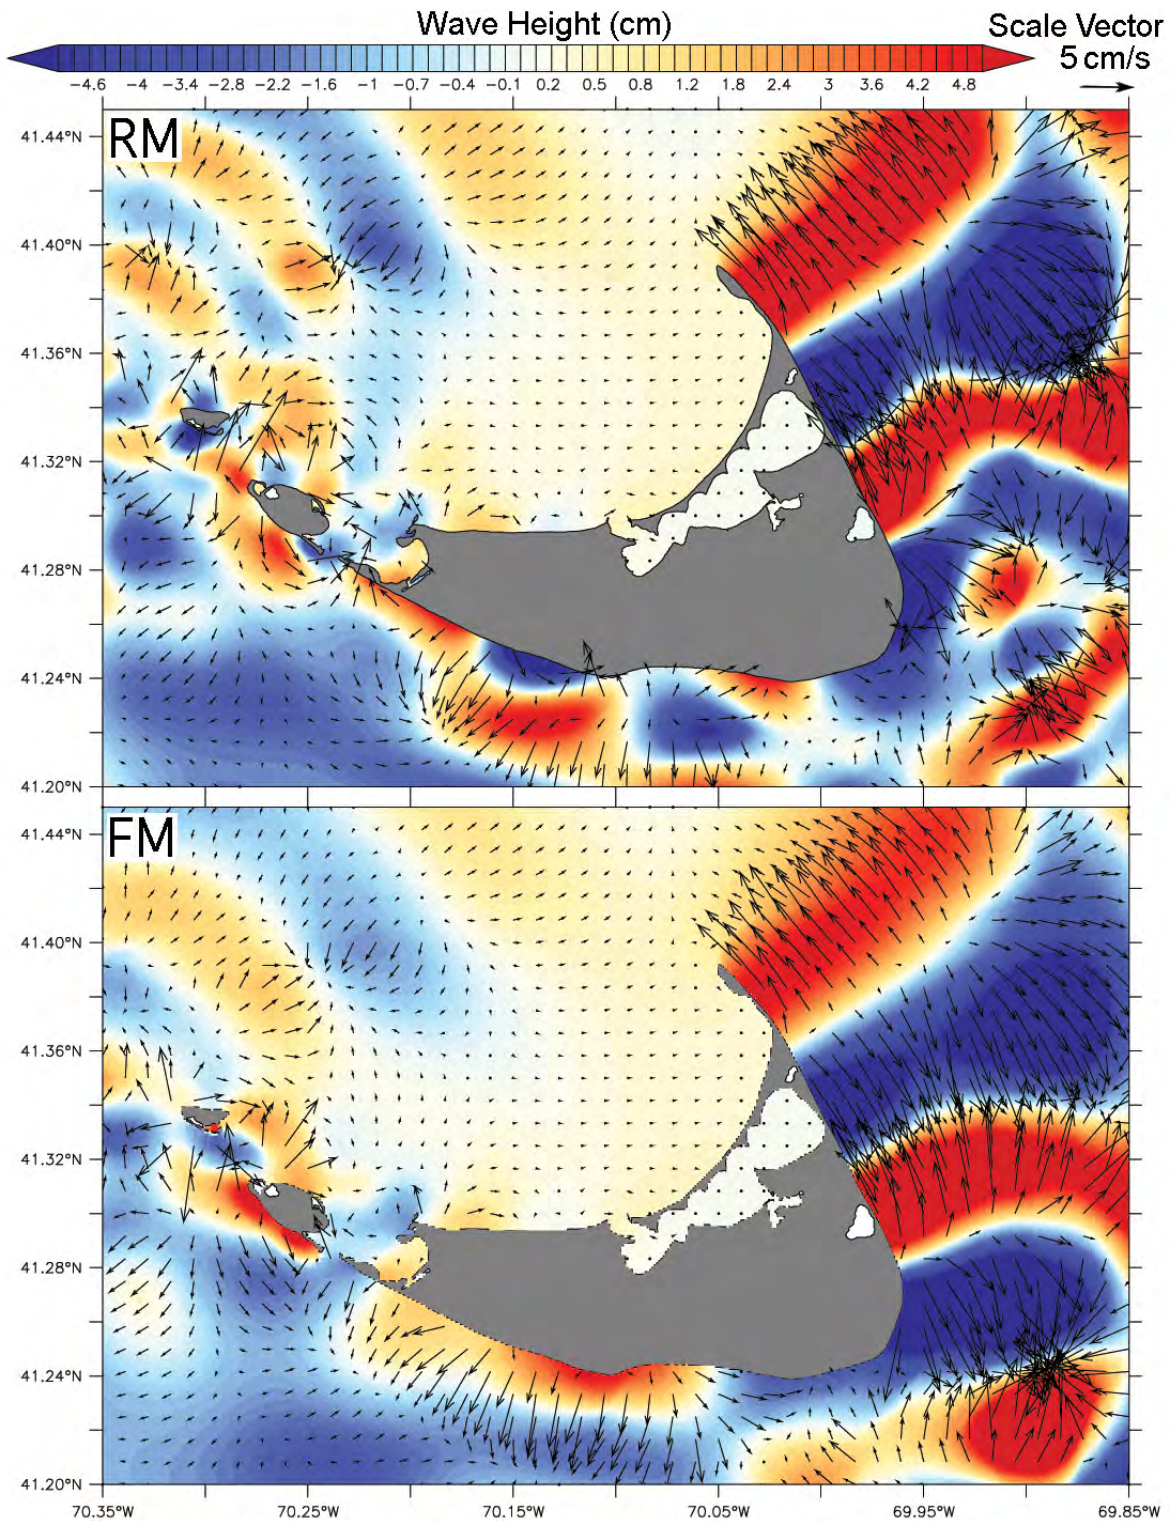 Wave Height (cm)
Scale Vector
5 cm/s
−4.6 −4 −3.4 −2.8 −2.2 −1.6 −1 −0.7 −0.4 −0.1 0.2 0.5 0.8 1.2 1.8 2.4 3 3.6 4.2 4.8
RM
41.44°N
41.40°N
41.36°N
41.32°N
41.28°N
41.24°N
41.20°N
FM
41.44°N
41.40°N
41.36°N
41.32°N
41.28°N
41.24°N
41.20°N
70.35°W 70.25°W 70.15°W 70.05°W 69.95°W 69.85°W